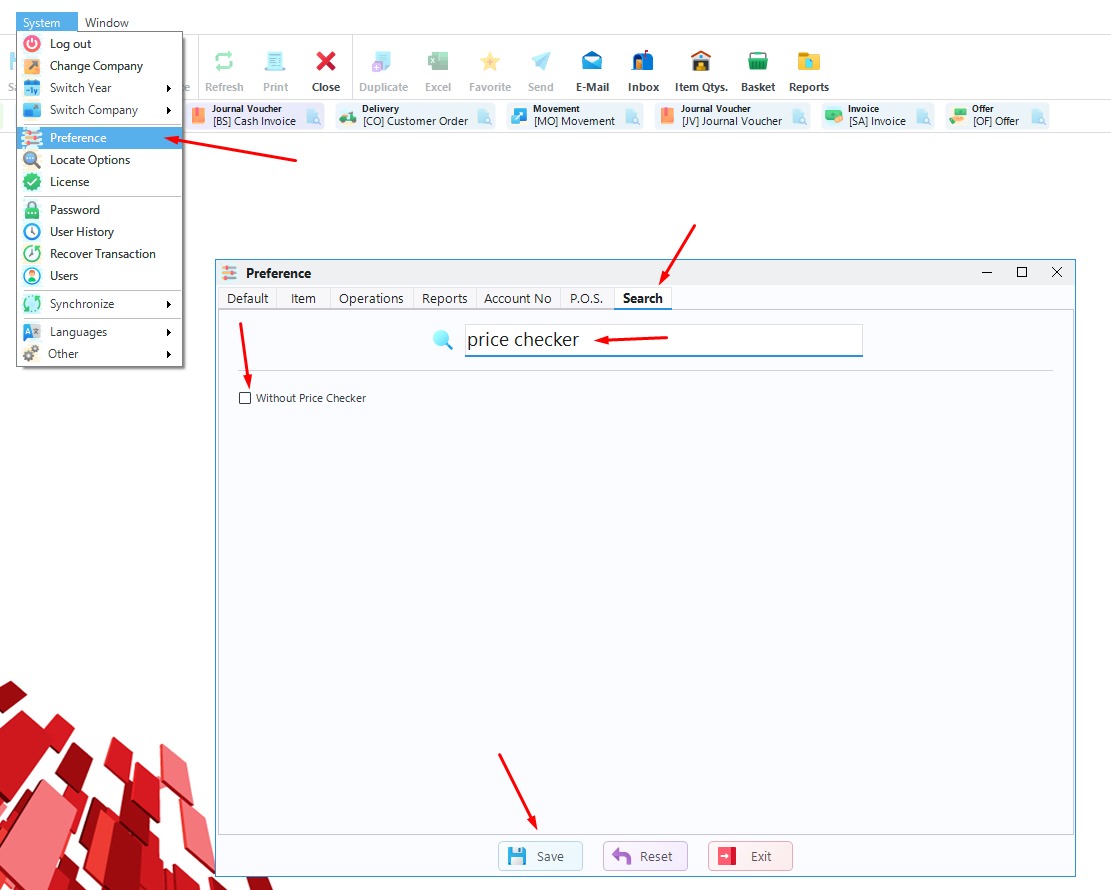 System Window
Log out
Change Company
Switch Year
Switch Company
Preference
Locate Options
License
Password
User History
Recover Transaction
Users
Synchronize
Languages
Other
Refresh Print Close Duplicate Excel Favorite Send E-Mail Inbox Item Qtys. Basket Reports
Journal Voucher
[BS] Cash Invoice
Delivery
[CO] Customer Order
Movement
[MO] Movement
Journal Voucher
[JV] Journal Voucher
Invoice
[SA] Invoice
Offer
[OF] Offer
Preference
Default Item Operations Reports Account No P.O.S. Search
price checker
Without Price Checker
Save Reset Exit